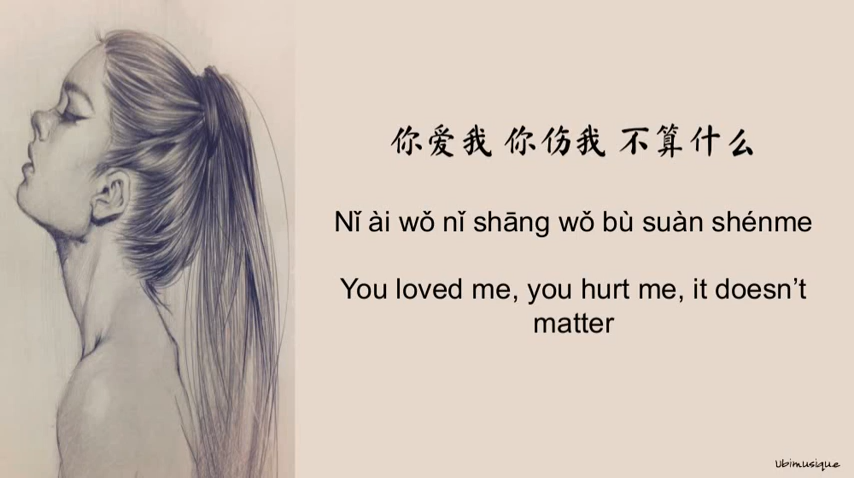 你爱我 你伤我 不算什么
Nǐ ài wǒ nǐ shāng wǒ bù suàn shénme
You loved me, you hurt me, it doesn’t
matter
Ubimusique